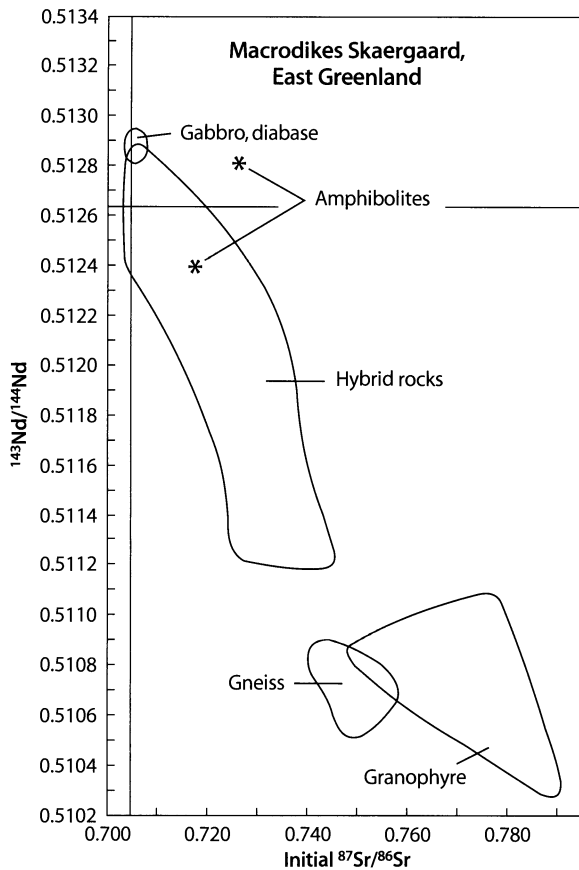 Macrodikes Skaergaard,
East Greenland
0.5134
0.5132
0.5130
0.5128
0.5126
0.5124
0.5122
0.5120
0.5118
0.5116
0.5114
0.5112
0.5110
0.5108
0.5106
0.5104
0.5102
¹⁴³Nd/¹⁴⁴Nd
Gabbro, diabase
*
Amphibolites
*
Hybrid rocks
Gneiss
Granophyre
0.700 0.720 0.740 0.760 0.780
Initial ⁸⁷Sr/⁸⁶Sr